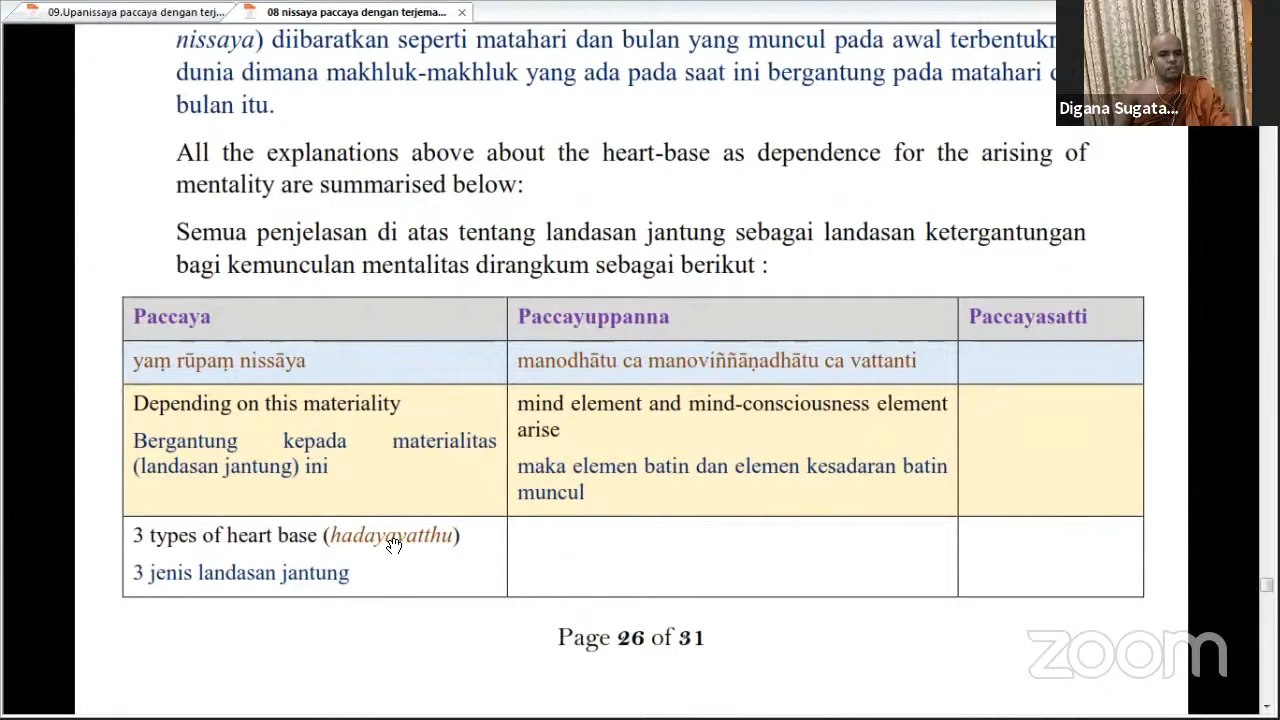 09.Upanissaya paccaya dengan terj...
08 nissaya paccaya dengan terjema...
nissaya) diibaratkan seperti matahari dan bulan yang muncul pada awal terbentukn
dunia dimana makhluk-makhluk yang ada pada saat ini bergantung pada matahari d
bulan itu.
Digana Sugata...
All the explanations above about the heart-base as dependence for the arising of
mentality are summarised below:
Semua penjelasan di atas tentang landasan jantung sebagai landasan ketergantungan
bagi kemunculan mentalitas dirangkum sebagai berikut :
Paccaya
Paccayuppanna
Paccayasatti
yaṃ rūpaṃ nissāya
manodhātu ca manoviññāṇadhātu ca vattanti
Depending on this materiality
Bergantung kepada materialitas
(landasan jantung) ini
mind element and mind-consciousness element
arise
maka elemen batin dan elemen kesadaran batin
muncul
3 types of heart base (hadayavatthu)
3 jenis landasan jantung
Page 26 of 31
zoom